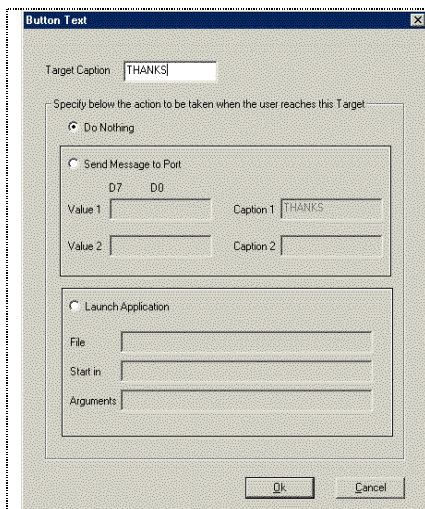 Button Text
Target Caption THANKS
Specify below the action to be taken when the user reaches this Target
Do Nothing
Send Message to Port
D7 D0
Value 1 Caption 1 THANKS
Value 2 Caption 2
Launch Application
File
Start in
Arguments
Ok Cancel